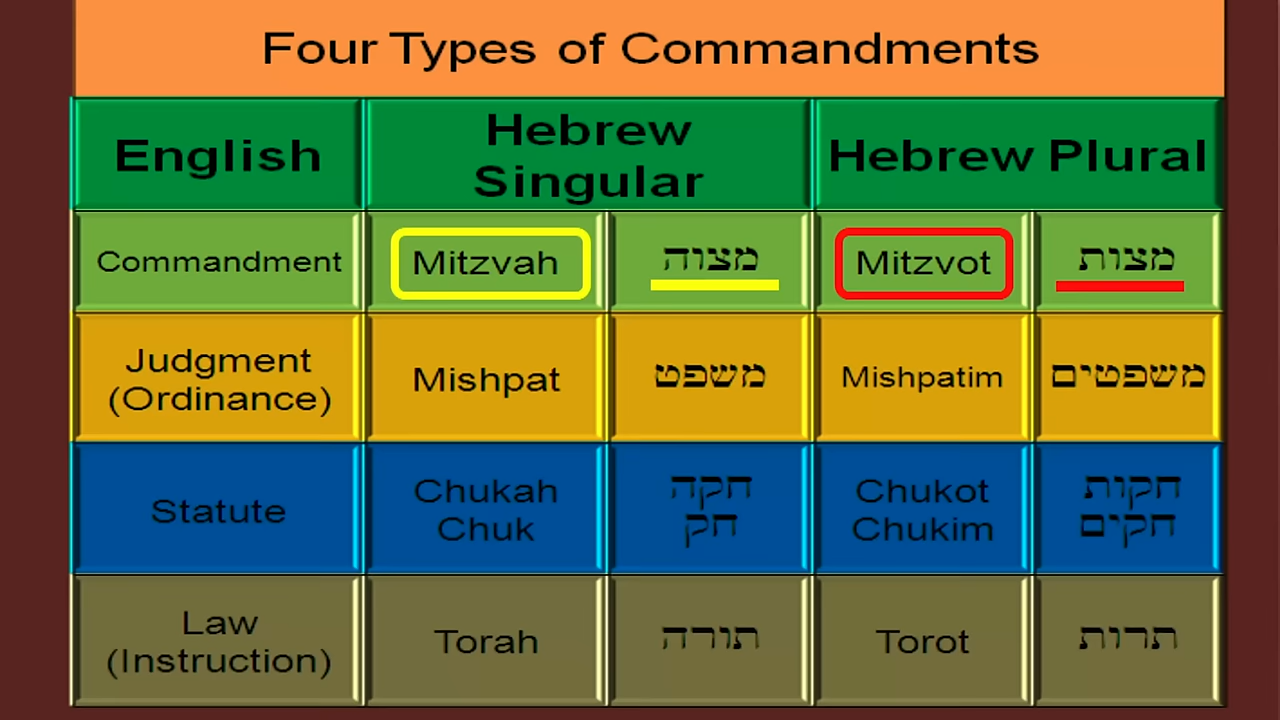 Four Types of Commandments
English
Hebrew
Singular
Hebrew Plural
Commandment
Mitzvah
מצוה
Mitzvot
מצות
Judgment
(Ordinance)
Mishpat
משפט
Mishpatim
משפטים
Statute
Chukah
Chuk
חקה
חק
Chukot
Chukim
חקות
חקים
Law
(Instruction)
Torah
תורה
Torot
תרות